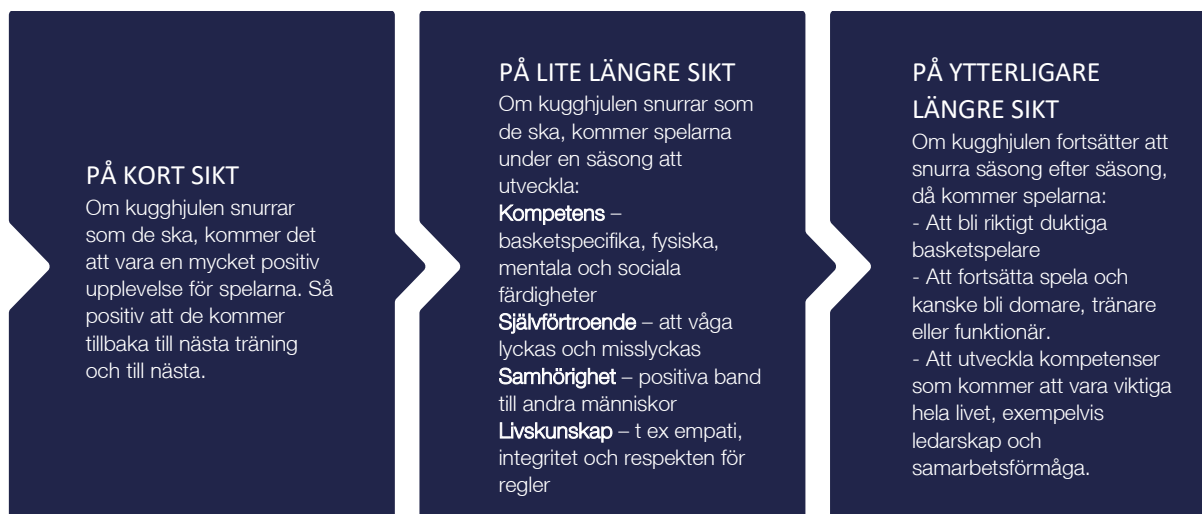 PÅ KORT SIKT
Om kugghjulen snurrar
som de ska, kommer det
att vara en mycket positiv
upplevelse för spelarna. Så
positiv att de kommer
tillbaka till nästa träning
och till nästa.
PÅ LITE LÄNGRE SIKT
Om kugghjulen snurrar som
de ska, kommer spelarna
under en säsong att
utveckla:
Kompetens –
basketspecifika, fysiska,
mentala och sociala
färdigheter
Självförtroende – att våga
lyckas och misslyckas
Samhörighet – positiva band
till andra människor
Livskunskap – t ex empati,
integritet och respekten för
regler
PÅ YTTERLIGARE
LÄNGRE SIKT
Om kugghjulen fortsätter att
snurra säsong efter säsong,
då kommer spelarna:
- Att bli riktigt duktiga
basketspelare
- Att fortsätta spela och
kanske bli domare, tränare
eller funktionär.
- Att utveckla kompetenser
som kommer att vara viktiga
hela livet, exempelvis
ledarskap och
samarbetsförmåga.